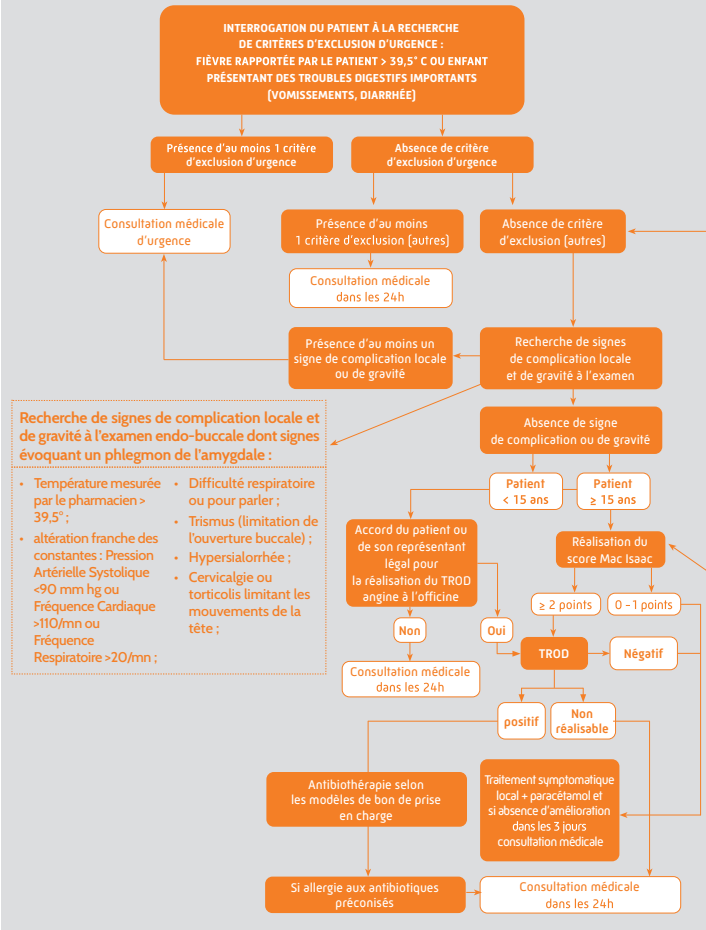 INTERROGATION DU PATIENT À LA RECHERCHE
DE CRITÈRES D'EXCLUSION D'URGENCE :
FIÈVRE RAPPORTÉE PAR LE PATIENT > 39,5° C OU ENFANT
PRÉSENTANT DES TROUBLES DIGESTIFS IMPORTANTS
(VOMISSEMENTS, DIARRHÉE)
Présence d'au moins 1 critère
d'exclusion d'urgence
Absence de critère
d'exclusion d'urgence
Consultation médicale
d'urgence
Présence d'au moins
1 critère d'exclusion (autres)
Absence de critère
d'exclusion (autres)
Consultation médicale
dans les 24h
Présence d'au moins un
signe de complication locale
ou de gravité
Recherche de signes
de complication locale
et de gravité à l'examen
Recherche de signes de complication locale et
de gravité à l'examen endo-buccale dont signes
évoquant un phlegmon de l'amygdale :
• Température mesurée
par le pharmacien >
39,5° ;
• altération franche des
constantes : Pression
Artérielle Systolique
<90 mm hg ou
Fréquence Cardiaque
>110/mn ou
Fréquence
Respiratoire >20/mn ;
• Difficulté respiratoire
ou pour parler ;
• Trismus (limitation de
l'ouverture buccale) ;
• Hypersialorrhée ;
• Cervicalgie ou
torticolis limitant les
mouvements de la
tête ;
Absence de signe
de complication ou de gravité
Patient
< 15 ans
Patient
≥ 15 ans
Accord du patient ou
de son représentant
légal pour
la réalisation du TROD
angine à l'officine
Réalisation du
score Mac Isaac
≥ 2 points
0 - 1 points
Non
Oui
TROD
Négatif
Consultation médicale
dans les 24h
positif
Non
réalisable
Antibiothérapie selon
les modèles de bon de prise
en charge
Traitement symptomatique
local + paracétamol et
si absence d'amélioration
dans les 3 jours
consultation médicale
Si allergie aux antibiotiques
préconisés
Consultation médicale
dans les 24h